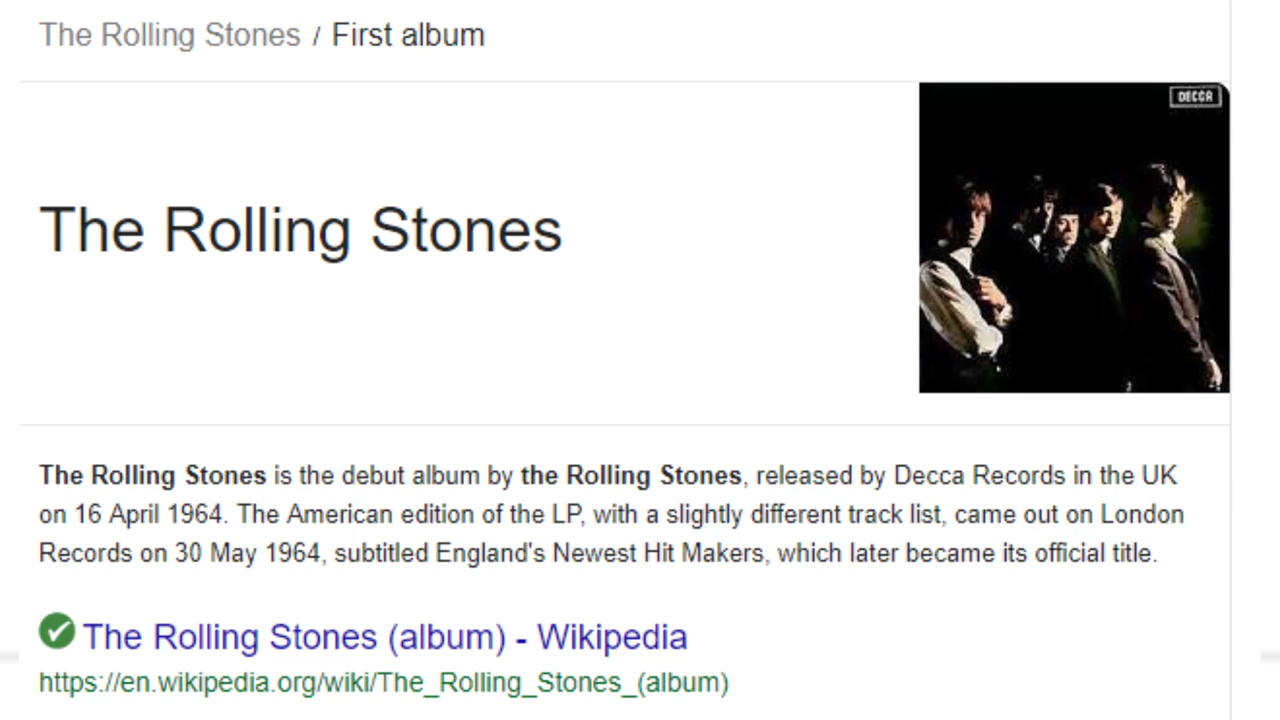 The Rolling Stones / First album
DECCA
The Rolling Stones
The Rolling Stones is the debut album by the Rolling Stones, released by Decca Records in the UK
on 16 April 1964. The American edition of the LP, with a slightly different track list, came out on London
Records on 30 May 1964, subtitled England's Newest Hit Makers, which later became its official title.
The Rolling Stones (album) - Wikipedia
https://en.wikipedia.org/wiki/The_Rolling_Stones_(album)